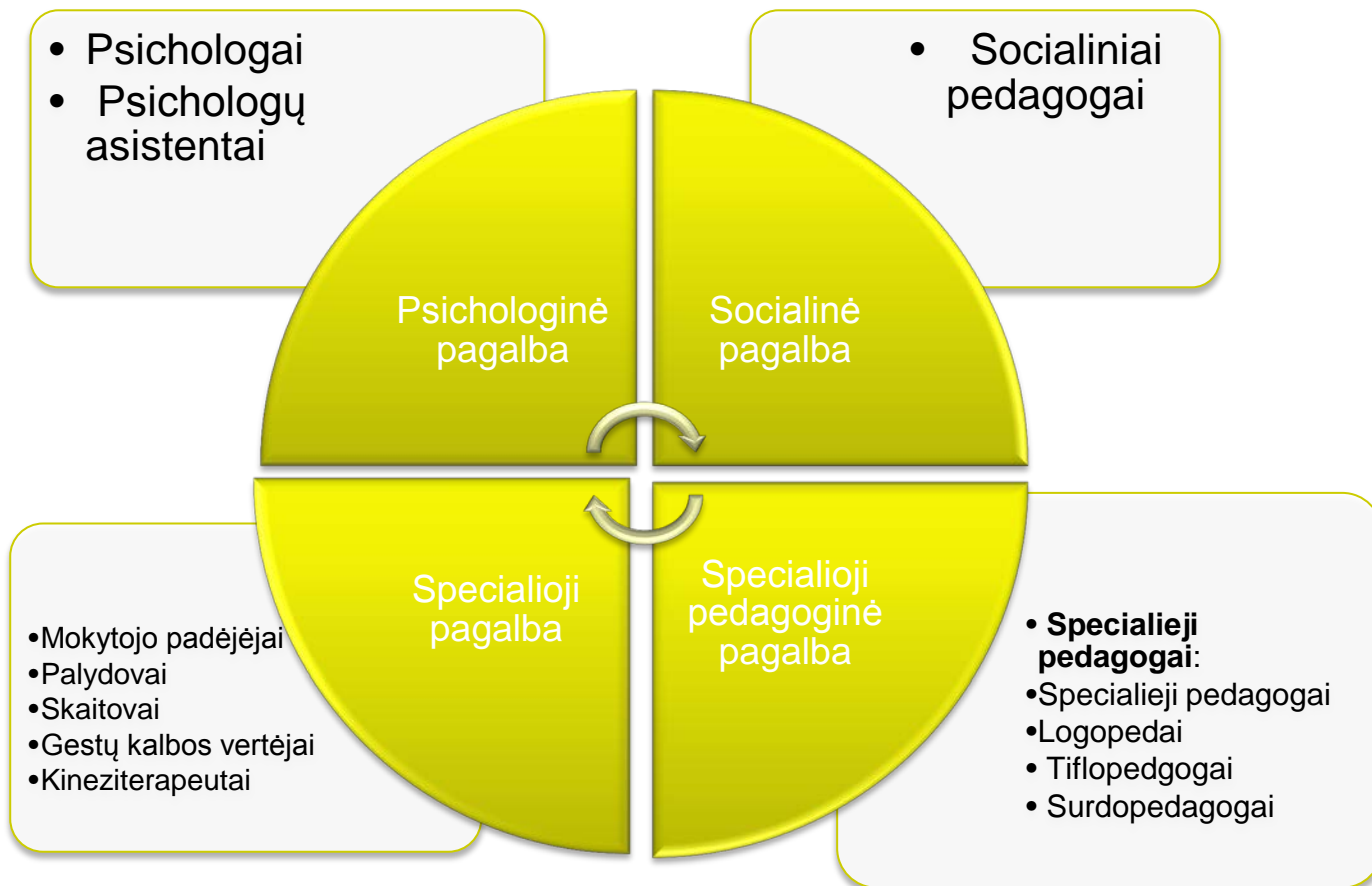 • Psichologai
• Psichologų
asistentai
• Socialiniai
pedagogai
Psichologinė
pagalba
Socialinė
pagalba
Specialioji
pagalba
Specialioji
pedagoginė
pagalba
•Mokytojo padėjėjai
•Palydovai
•Skaitovai
•Gestų kalbos vertėjai
•Kineziterapeutai
• Specialieji
pedagogai:
•Specialieji pedagogai
•Logopedai
• Tiflopedgogai
• Surdopedagogai